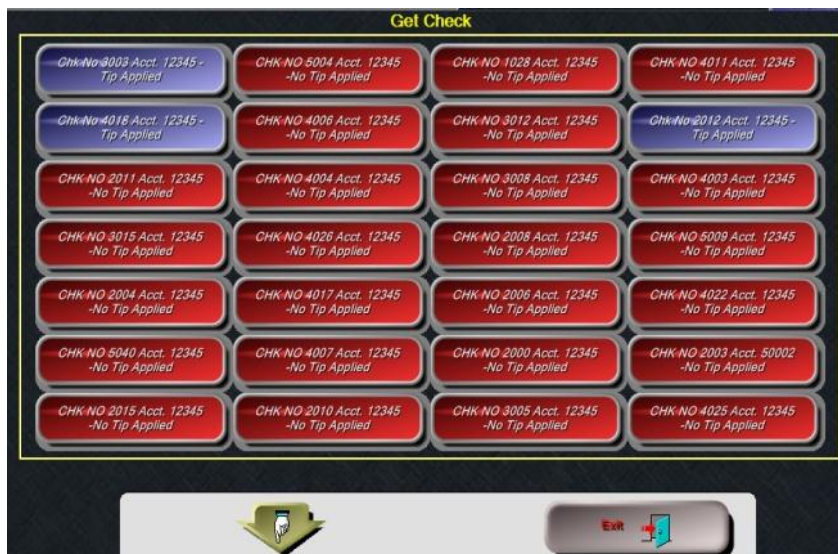 Get Check
Chk No 3003 Acct. 12345 -
Tip Applied
CHK NO 5004 Acct. 12345
-No Tip Applied
CHK NO 1028 Acct. 12345
-No Tip Applied
CHK NO 4011 Acct. 12345
-No Tip Applied
Chk No 4018 Acct. 12345 -
Tip Applied
CHK NO 4006 Acct. 12345
-No Tip Applied
CHK NO 3012 Acct. 12345
-No Tip Applied
Chk No 2012 Acct. 12345 -
Tip Applied
CHK NO 2011 Acct. 12345
-No Tip Applied
CHK NO 4004 Acct. 12345
-No Tip Applied
CHK NO 3008 Acct. 12345
-No Tip Applied
CHK NO 4003 Acct. 12345
-No Tip Applied
CHK NO 3015 Acct. 12345
-No Tip Applied
CHK NO 4026 Acct. 12345
-No Tip Applied
CHK NO 2008 Acct. 12345
-No Tip Applied
CHK NO 5009 Acct. 12345
-No Tip Applied
CHK NO 2004 Acct. 12345
-No Tip Applied
CHK NO 4017 Acct. 12345
-No Tip Applied
CHK NO 2006 Acct. 12345
-No Tip Applied
CHK NO 4022 Acct. 12345
-No Tip Applied
CHK NO 5040 Acct. 12345
-No Tip Applied
CHK NO 4007 Acct. 12345
-No Tip Applied
CHK NO 2000 Acct. 12345
-No Tip Applied
CHK NO 2003 Acct. 50002
-No Tip Applied
CHK NO 2015 Acct. 12345
-No Tip Applied
CHK NO 2010 Acct. 12345
-No Tip Applied
CHK NO 3005 Acct. 12345
-No Tip Applied
CHK NO 4025 Acct. 12345
-No Tip Applied
Exit